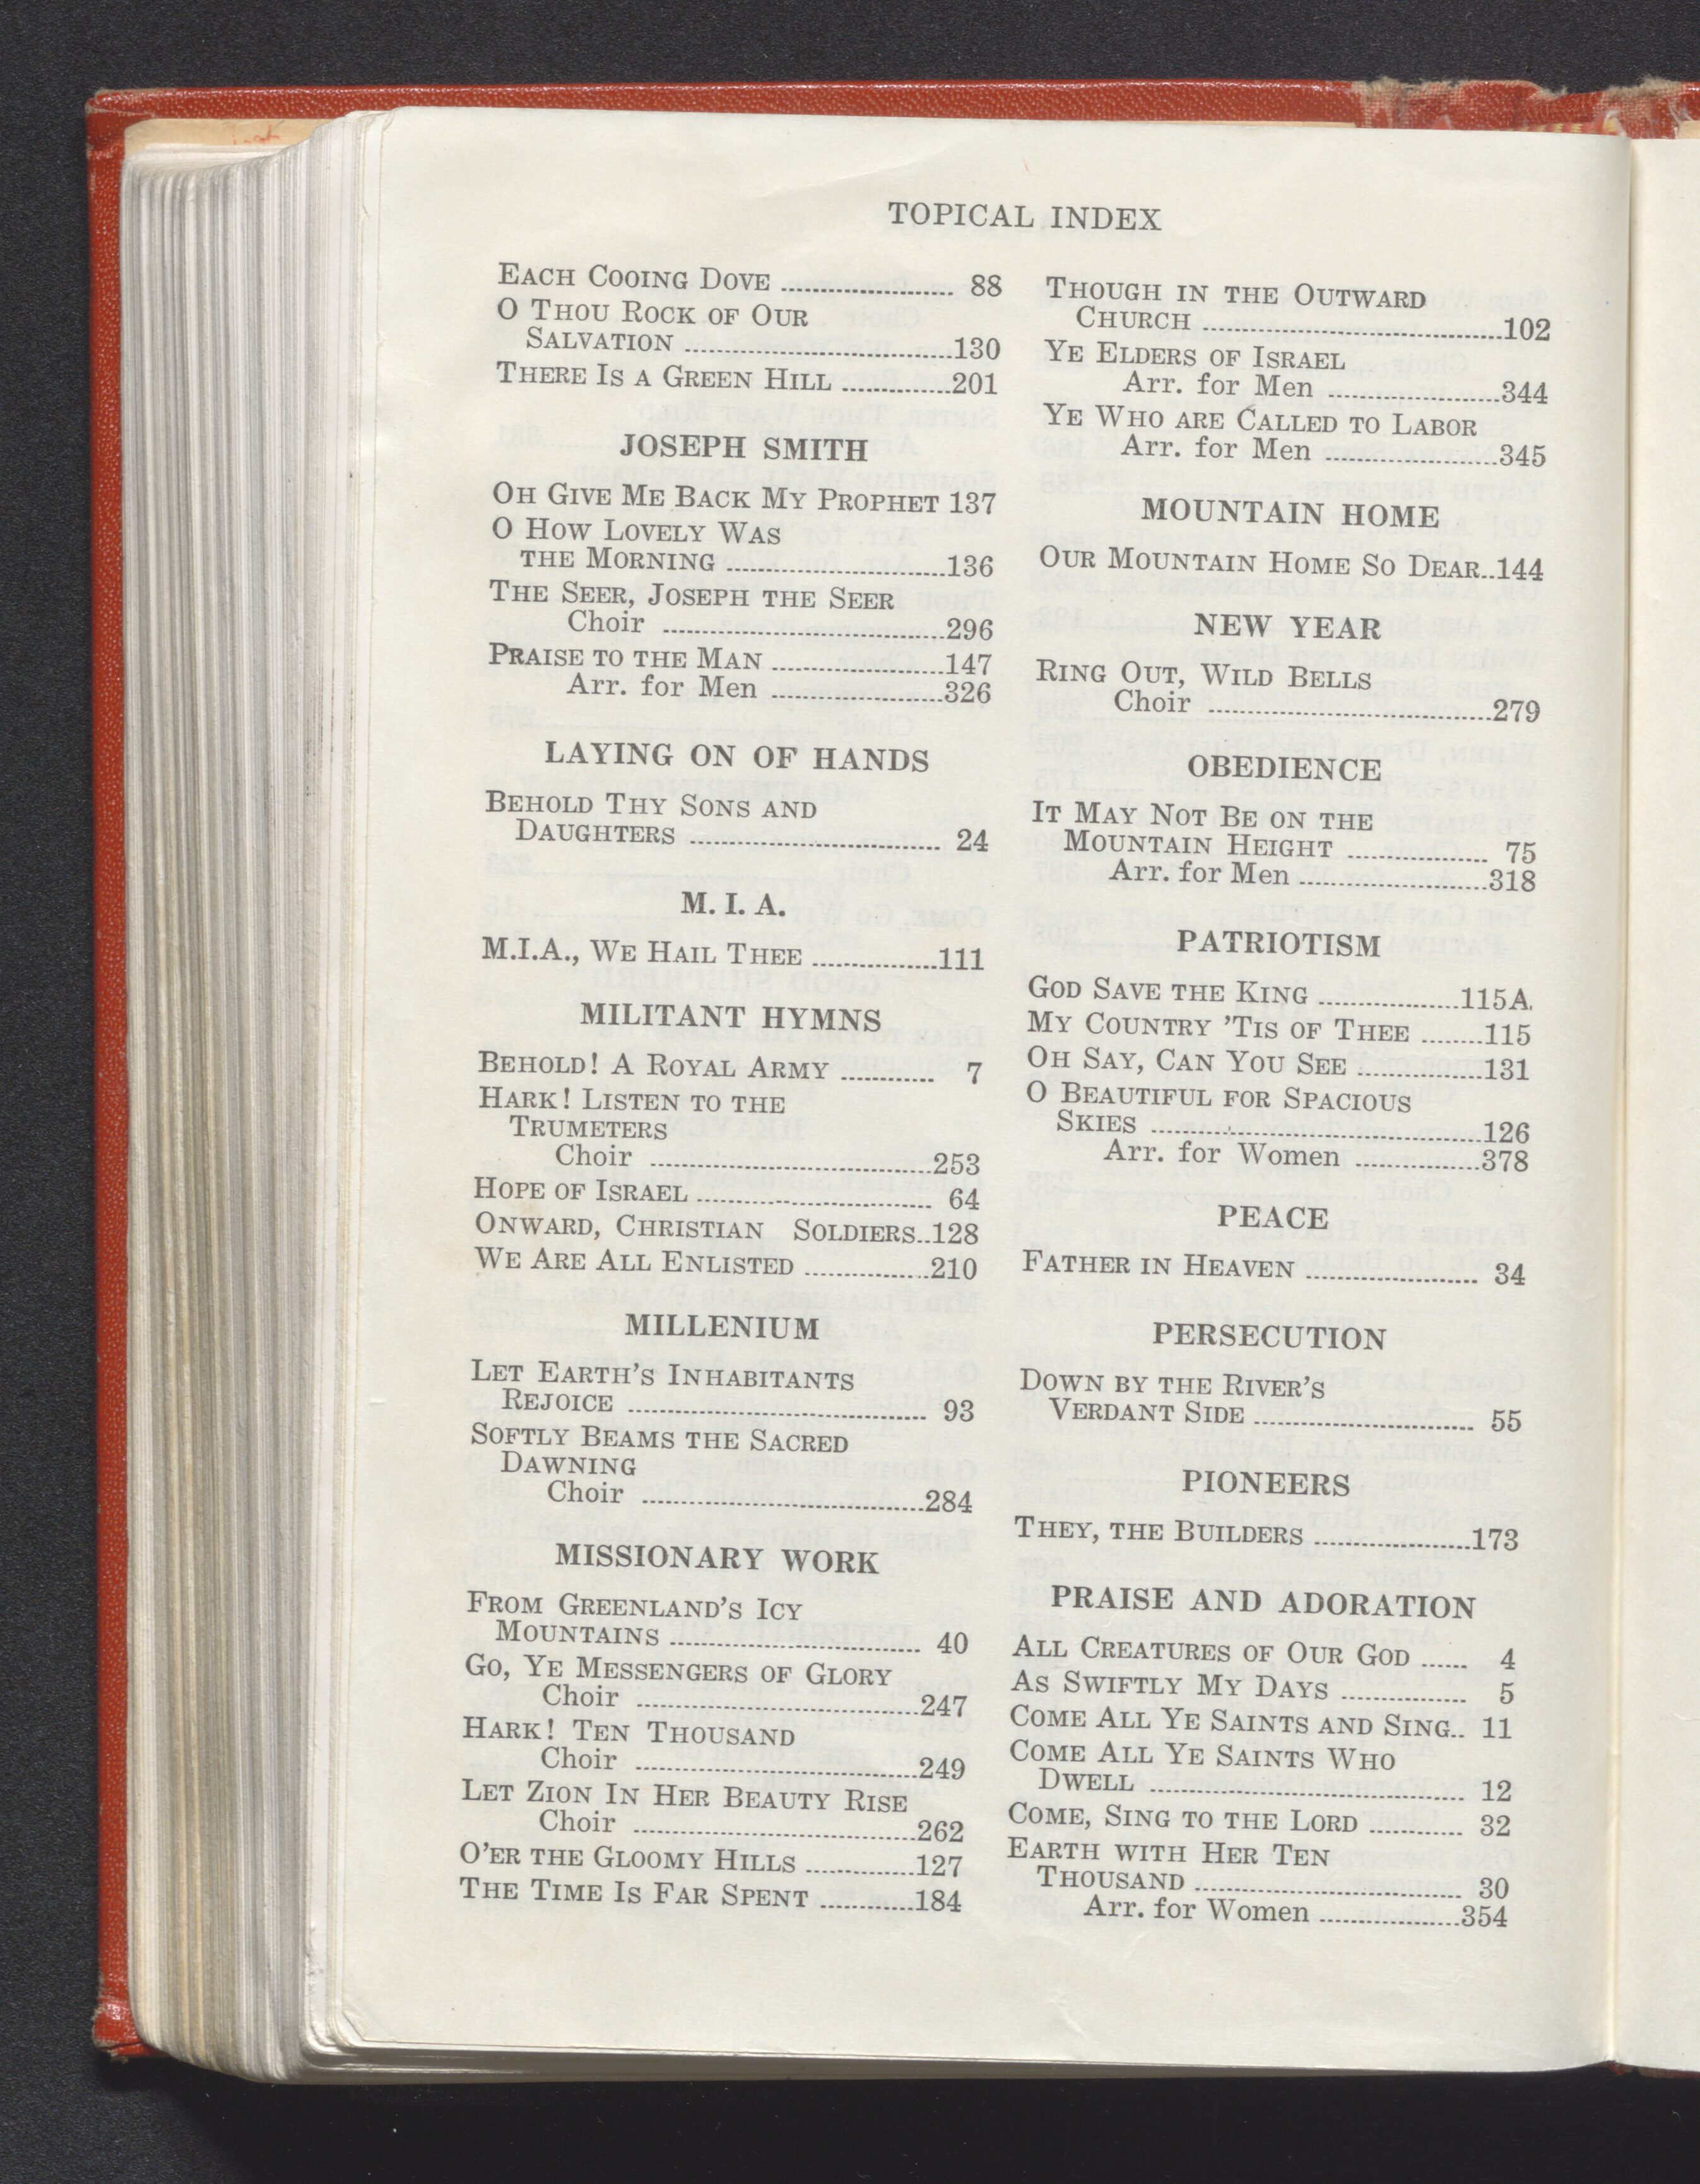 TOPICAL INDEX
EACH COOING DOVE ........................ 88
O THOU ROCK OF OUR
SALVATION .....................................130
THERE IS A GREEN HILL ...............201
JOSEPH SMITH
OH GIVE ME BACK MY PROPHET 137
O HOW LOVELY WAS
THE MORNING ..............................136
THE SEER, JOSEPH THE SEER
Choir .......................................296
PRAISE TO THE MAN ........................147
Arr. for Men ........................326
LAYING ON OF HANDS
BEHOLD THY SONS AND
DAUGHTERS ................................... 24
M. I. A.
M.I.A., WE HAIL THEE .................111
MILITANT HYMNS
BEHOLD! A ROYAL ARMY ............. 7
HARK! LISTEN TO THE
TRUMETERS
Choir .......................................253
HOPE OF ISRAEL ................................. 64
ONWARD, CHRISTIAN SOLDIERS..128
WE ARE ALL ENLISTED .................210
MILLENIUM
LET EARTH'S INHABITANTS
REJOICE ......................................... 93
SOFTLY BEAMS THE SACRED
DAWNING
Choir .......................................284
MISSIONARY WORK
FROM GREENLAND'S ICY
MOUNTAINS ................................... 40
GO, YE MESSENGERS OF GLORY
Choir .......................................247
HARK! TEN THOUSAND
Choir .......................................249
LET ZION IN HER BEAUTY RISE
Choir .......................................262
O'ER THE GLOOMY HILLS ...............127
THE TIME IS FAR SPENT .............184
THOUGH IN THE OUTWARD
CHURCH .........................................102
YE ELDERS OF ISRAEL
Arr. for Men ........................344
YE WHO ARE CALLED TO LABOR
Arr. for Men ........................345
MOUNTAIN HOME
OUR MOUNTAIN HOME SO DEAR..144
NEW YEAR
RING OUT, WILD BELLS
Choir .......................................279
OBEDIENCE
IT MAY NOT BE ON THE
MOUNTAIN HEIGHT .................... 75
Arr. for Men ..........................318
PATRIOTISM
GOD SAVE THE KING ...................115A
MY COUNTRY 'TIS OF THEE ........115
OH SAY, CAN YOU SEE .................131
O BEAUTIFUL FOR SPACIOUS
SKIES ..............................................126
Arr. for Women .................378
PEACE
FATHER IN HEAVEN ........................ 34
PERSECUTION
DOWN BY THE RIVER'S
VERDANT SIDE .............................. 55
PIONEERS
THEY, THE BUILDERS ......................173
PRAISE AND ADORATION
ALL CREATURES OF OUR GOD ...... 4
AS SWIFTLY MY DAYS ................. 5
COME ALL YE SAINTS AND SING.. 11
COME ALL YE SAINTS WHO
DWELL ............................................ 12
COME, SING TO THE LORD ............. 32
EARTH WITH HER TEN
THOUSAND ..................................... 30
Arr. for Women ...................354